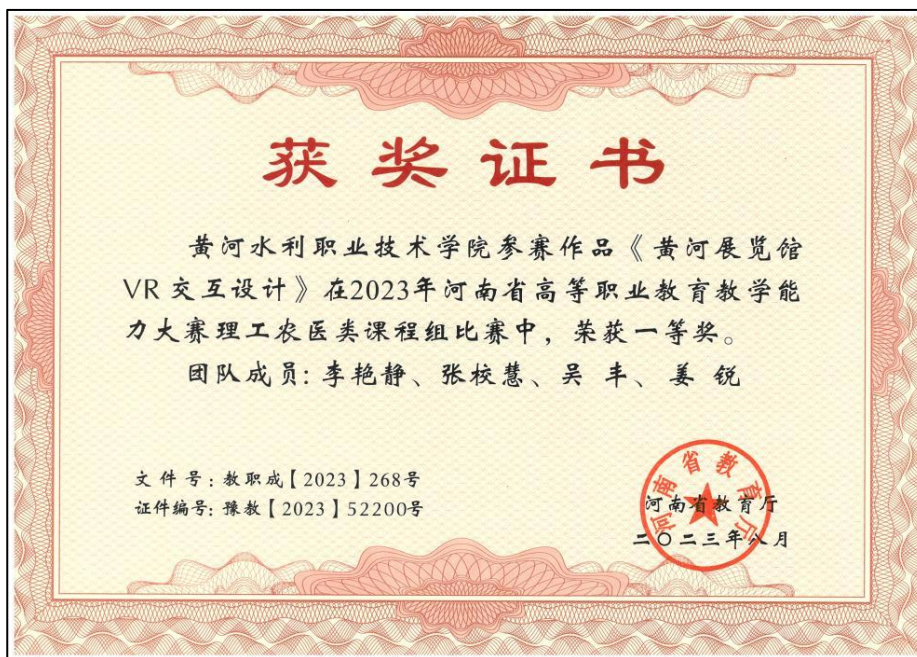 获奖证书
黄河水利职业技术学院参赛作品《黄河展览馆
VR 交互设计》在2023年河南省高等职业教育教学能
力大赛理工农医类课程组比赛中，荣获一等奖。
团队成员：李艳静、张校慧、吴 丰、姜 锐
文 件 号：教职成【2023】268号
证件编号：豫教【2023】52200号
河南省教育厅
河南省教育厅
二〇二三年八月